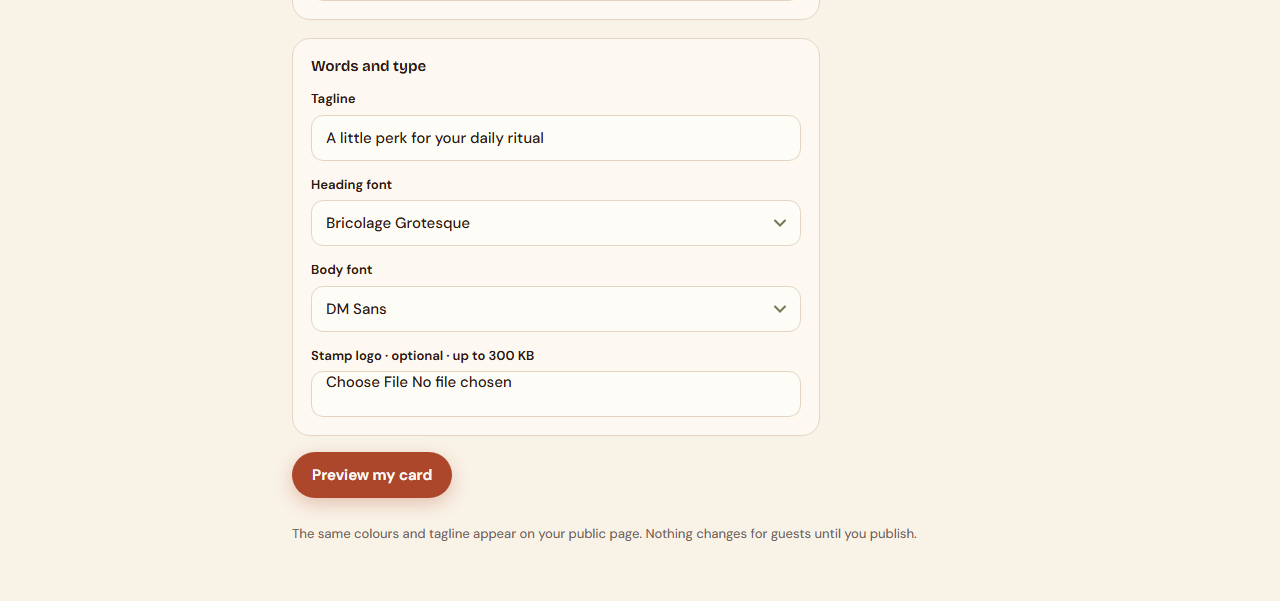 Words and type
Tagline
A little perk for your daily ritual
Heading font
Bricolage Grotesque
Body font
DM Sans
Stamp logo · optional · up to 300 KB
Choose File No file chosen
Preview my card
The same colours and tagline appear on your public page. Nothing changes for guests until you publish.